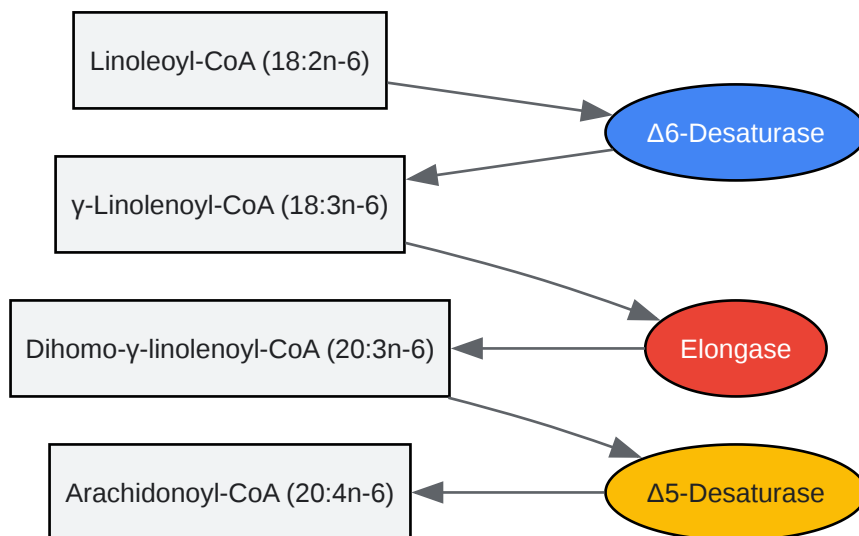 Linoleoyl-CoA (18:2n-6)
Δ6-Desaturase
γ-Linolenoyl-CoA (18:3n-6)
Dihomo-γ-linolenoyl-CoA (20:3n-6)
Elongase
Arachidonoyl-CoA (20:4n-6)
Δ5-Desaturase